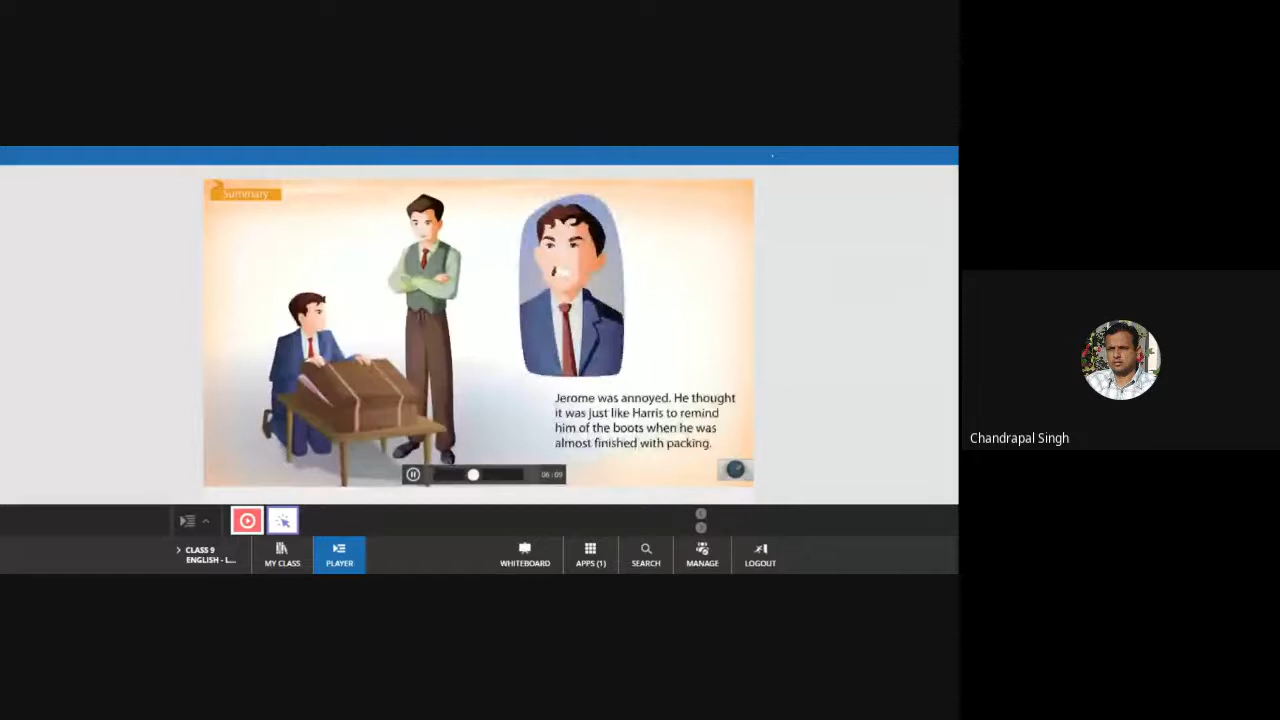 Summary
Jerome was annoyed. He thought
it was just like Harris to remind
him of the boots when he was
almost finished with packing.
06:09
Chandrapal Singh
CLASS 9
ENGLISH - L...
MY CLASS
PLAYER
WHITEBOARD
APPS (1)
SEARCH
MANAGE
LOGOUT